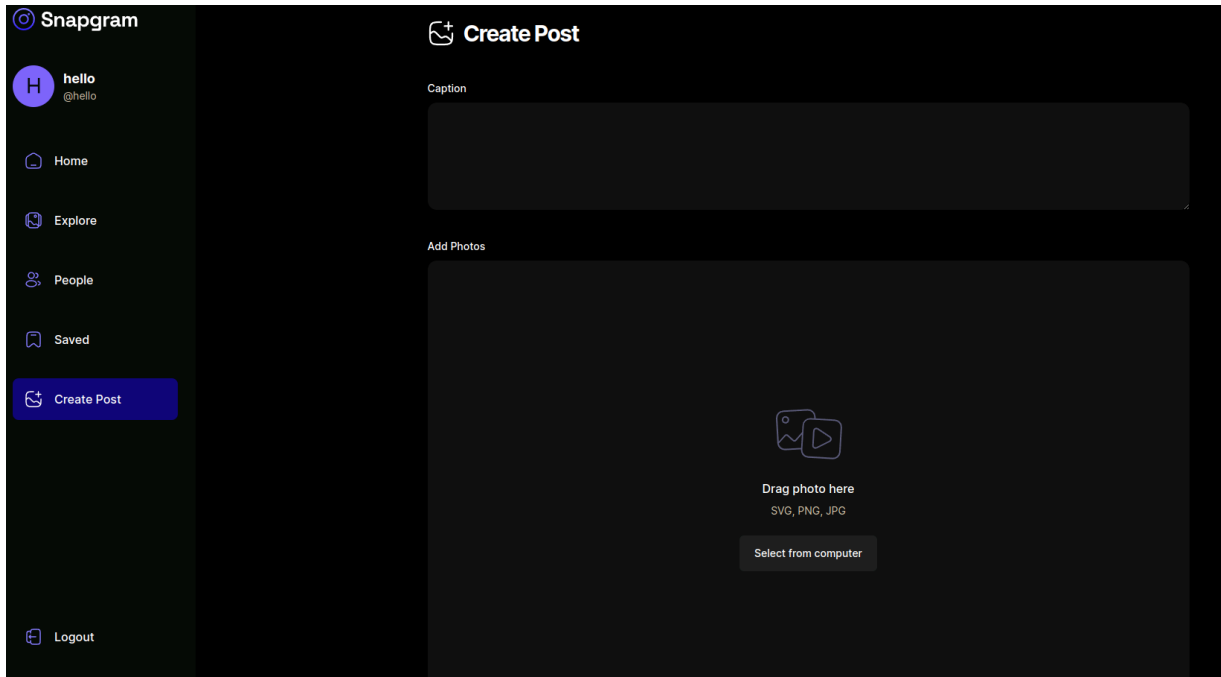 Snapgram
H
hello
@hello
Home
Explore
People
Saved
Create Post
Logout
Create Post
Caption
Add Photos
Drag photo here
SVG, PNG, JPG
Select from computer